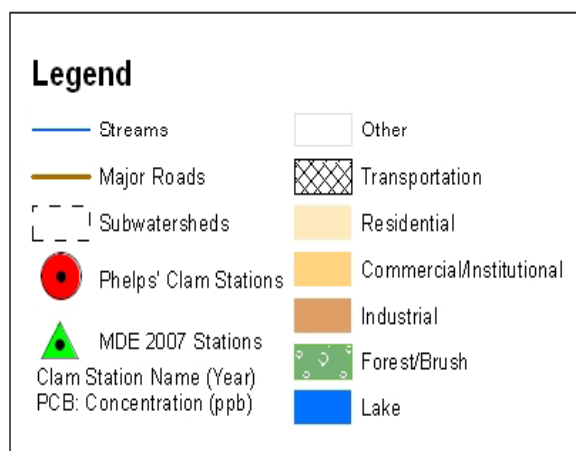 Legend
Streams
Major Roads
Subwatersheds
Phelps' Clam Stations
MDE 2007 Stations
Clam Station Name (Year)
PCB: Concentration (ppb)
Other
Transportation
Residential
Commercial/Institutional
Industrial
Forest/Brush
Lake